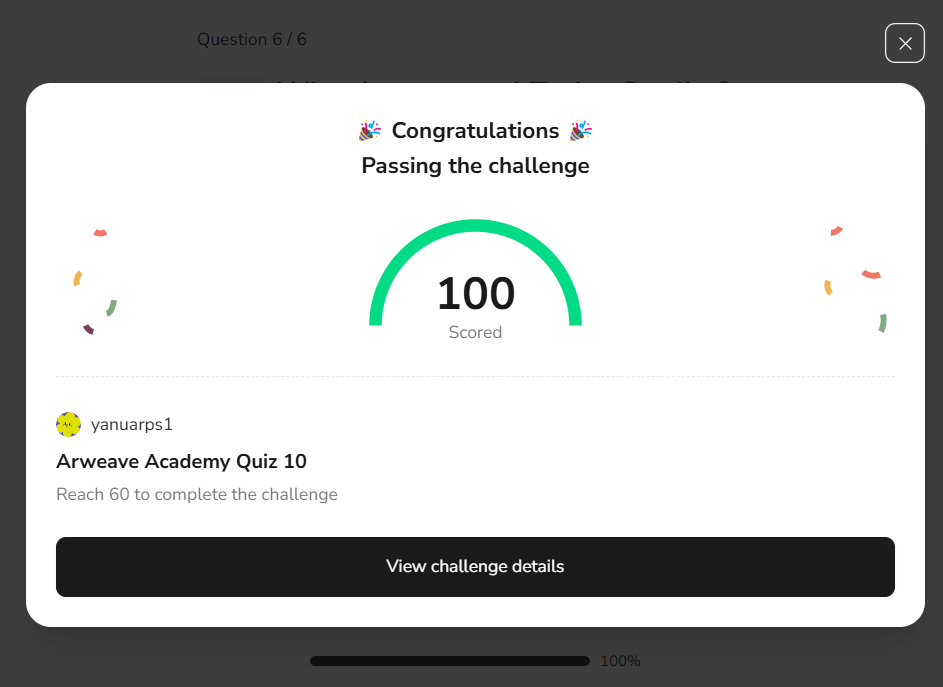 Question 6 / 6
🎉 Congratulations 🎉
Passing the challenge
100
Scored
yanuarps1
Arweave Academy Quiz 10
Reach 60 to complete the challenge
View challenge details
100%